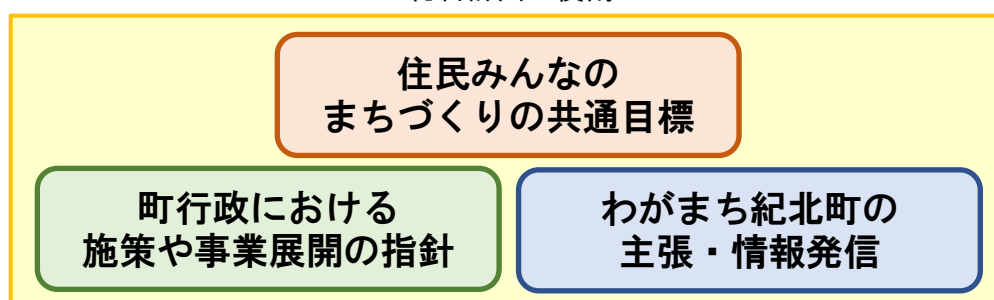 住民みんなの
まちづくりの共通目標
町行政における
施策や事業展開の指針
わがまち紀北町の
主張・情報発信